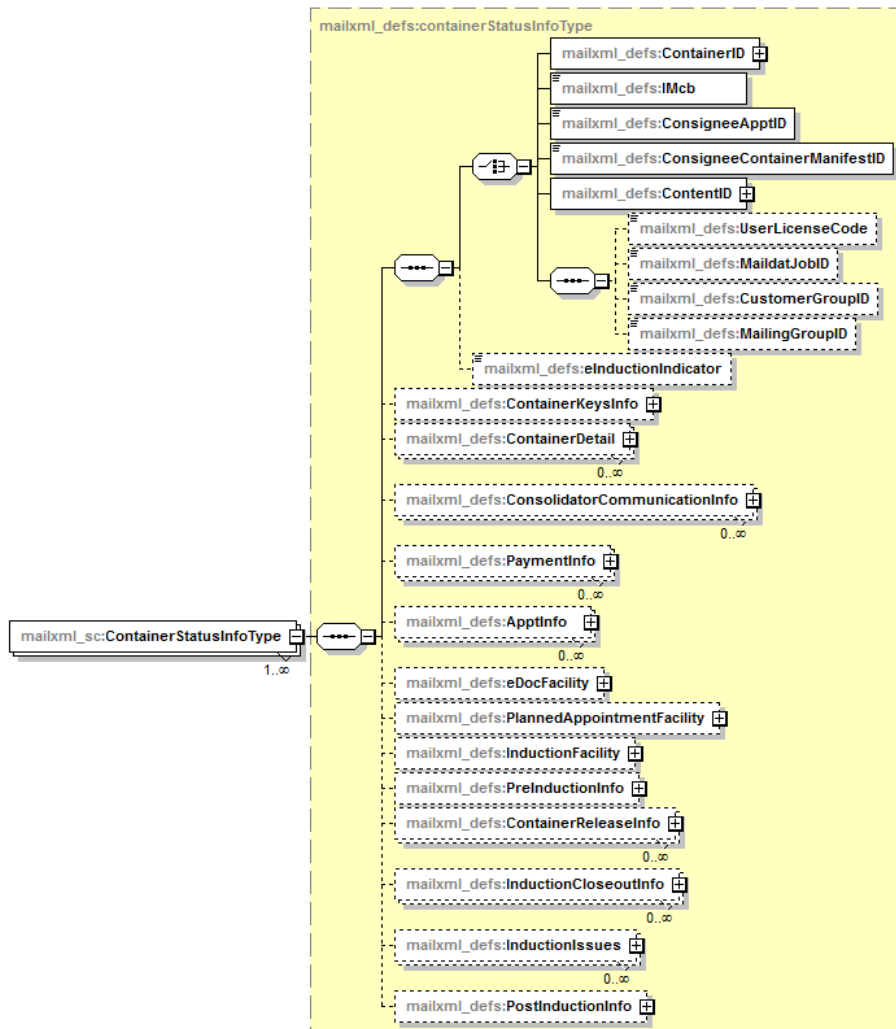 mailxml_defs:containerStatusInfoType
mailxml_defs:ContainerID
mailxml_defs:IMcb
mailxml_defs:ConsigneeApptID
mailxml_defs:ConsigneeContainerManifestID
mailxml_defs:ContentID
mailxml_defs:UserLicenseCode
mailxml_defs:MaildatJobID
mailxml_defs:CustomerGroupID
mailxml_defs:MailingGroupID
mailxml_defs:eInductionIndicator
mailxml_defs:ContainerKeysInfo
mailxml_defs:ContainerDetail
0..∞
mailxml_defs:ConsolidatorCommunicationInfo
0..∞
mailxml_defs:PaymentInfo
0..∞
mailxml_defs:ApptInfo
0..∞
mailxml_sc:ContainerStatusInfoType
1..∞
mailxml_defs:eDocFacility
mailxml_defs:PlannedAppointmentFacility
mailxml_defs:InductionFacility
mailxml_defs:PreInductionInfo
mailxml_defs:ContainerReleaseInfo
0..∞
mailxml_defs:InductionCloseoutInfo
0..∞
mailxml_defs:InductionIssues
0..∞
mailxml_defs:PostInductionInfo